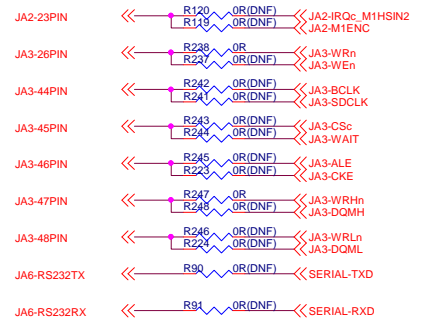 R120 0R(DNF) JA2-IRQc_M1HSIN2
JA2-23PIN R119 0R(DNF) JA2-M1ENC
R238 0R JA3-WRn
JA3-26PIN R237 0R(DNF) JA3-WEn
R242 0R(DNF) JA3-BCLK
JA3-44PIN R241 0R(DNF) JA3-SDCLK
R243 0R(DNF) JA3-CSc
JA3-45PIN R244 0R(DNF) JA3-WAIT
R245 0R(DNF) JA3-ALE
JA3-46PIN R223 0R(DNF) JA3-CKE
R247 0R JA3-WRHn
JA3-47PIN R248 0R(DNF) JA3-DQMH
R246 0R(DNF) JA3-WRLn
JA3-48PIN R224 0R(DNF) JA3-DQML
JA6-RS232TX R90 0R(DNF) SERIAL-TXD
JA6-RS232RX R91 0R(DNF) SERIAL-RXD